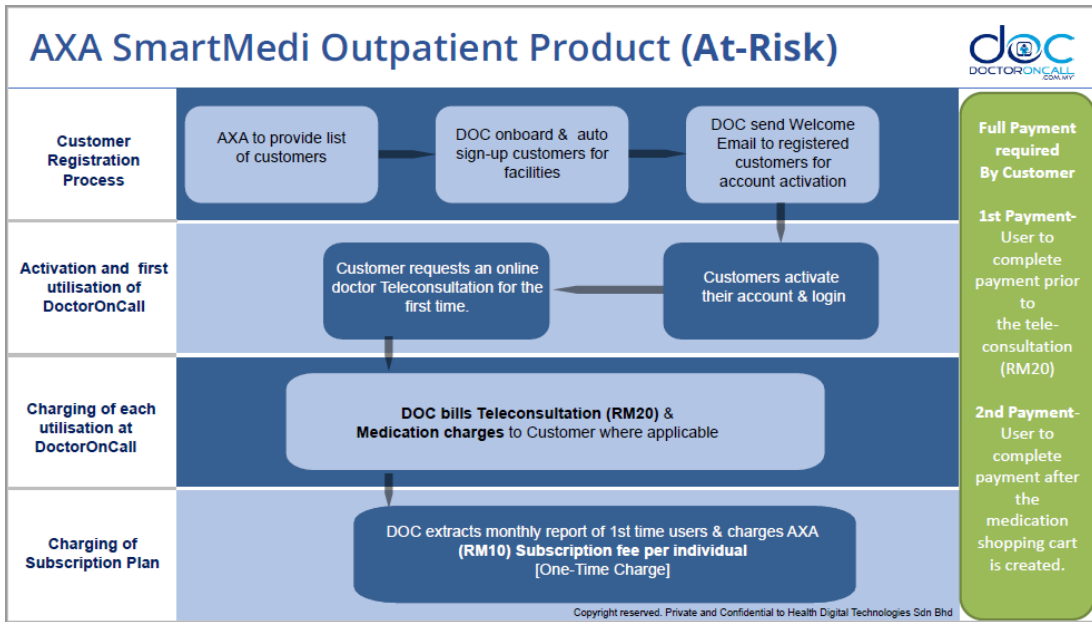 AXA SmartMedi Outpatient Product (At-Risk)
doc
DOCTORONCALL
.COM.MY
Customer
Registration
Process
AXA to provide list
of customers
DOC onboard & auto
sign-up customers for
facilities
DOC send Welcome
Email to registered
customers for
account activation
Activation and first
utilisation of
DoctorOnCall
Customer requests an online
doctor Teleconsultation for the
first time.
Customers activate
their account & login
Charging of each
utilisation at
DoctorOnCall
DOC bills Teleconsultation (RM20) &
Medication charges to Customer where applicable
Charging of
Subscription Plan
DOC extracts monthly report of 1st time users & charges AXA
(RM10) Subscription fee per individual
[One-Time Charge]
Full Payment
required
By Customer
1st Payment-
User to
complete
payment prior
to
the tele-
consultation
(RM20)
2nd Payment-
User to
complete
payment after
the
medication
shopping cart
is created.
Copyright reserved. Private and Confidential to Health Digital Technologies Sdn Bhd